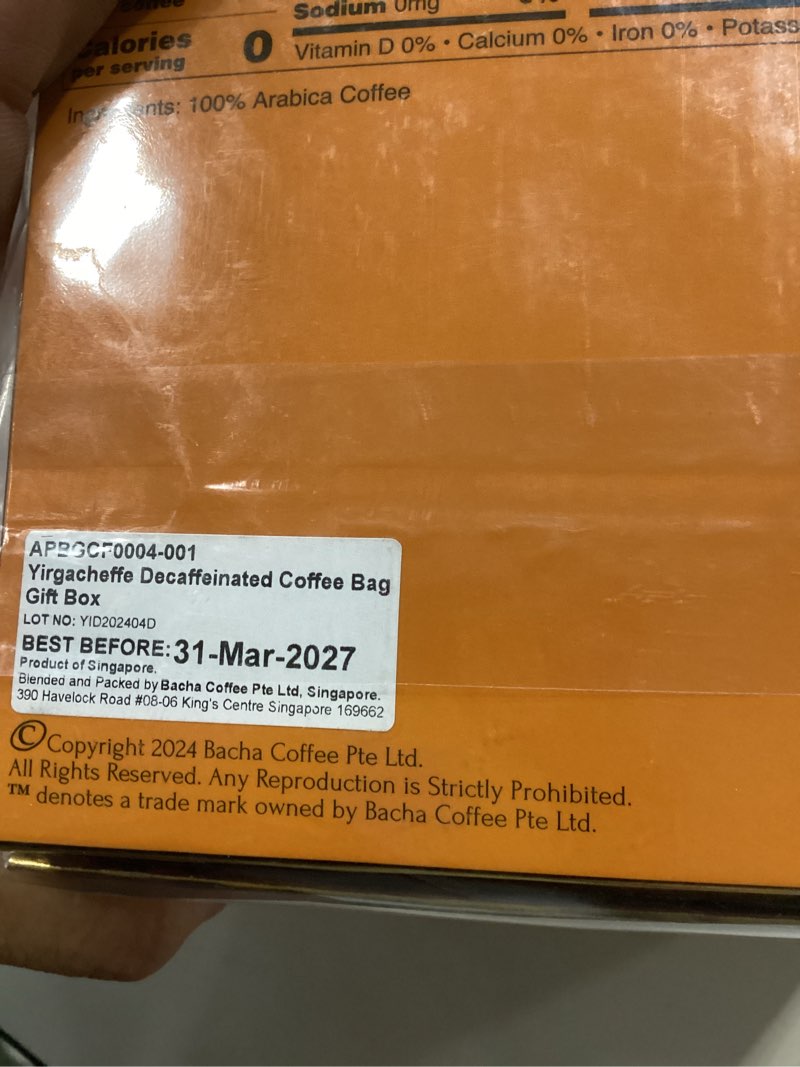 Sodium 0mg
Calories
per serving
0
Vitamin D 0% • Calcium 0% • Iron 0% • Potass
Ingredients: 100% Arabica Coffee
APBGCF0004-001
Yirgacheffe Decaffeinated Coffee Bag
Gift Box
LOT NO: YID202404D
BEST BEFORE: 31-Mar-2027
Product of Singapore.
Blended and Packed by Bacha Coffee Pte Ltd, Singapore.
390 Havelock Road #08-06 King's Centre Singapore 169662
© Copyright 2024 Bacha Coffee Pte Ltd.
All Rights Reserved. Any Reproduction is Strictly Prohibited.
™ denotes a trade mark owned by Bacha Coffee Pte Ltd.